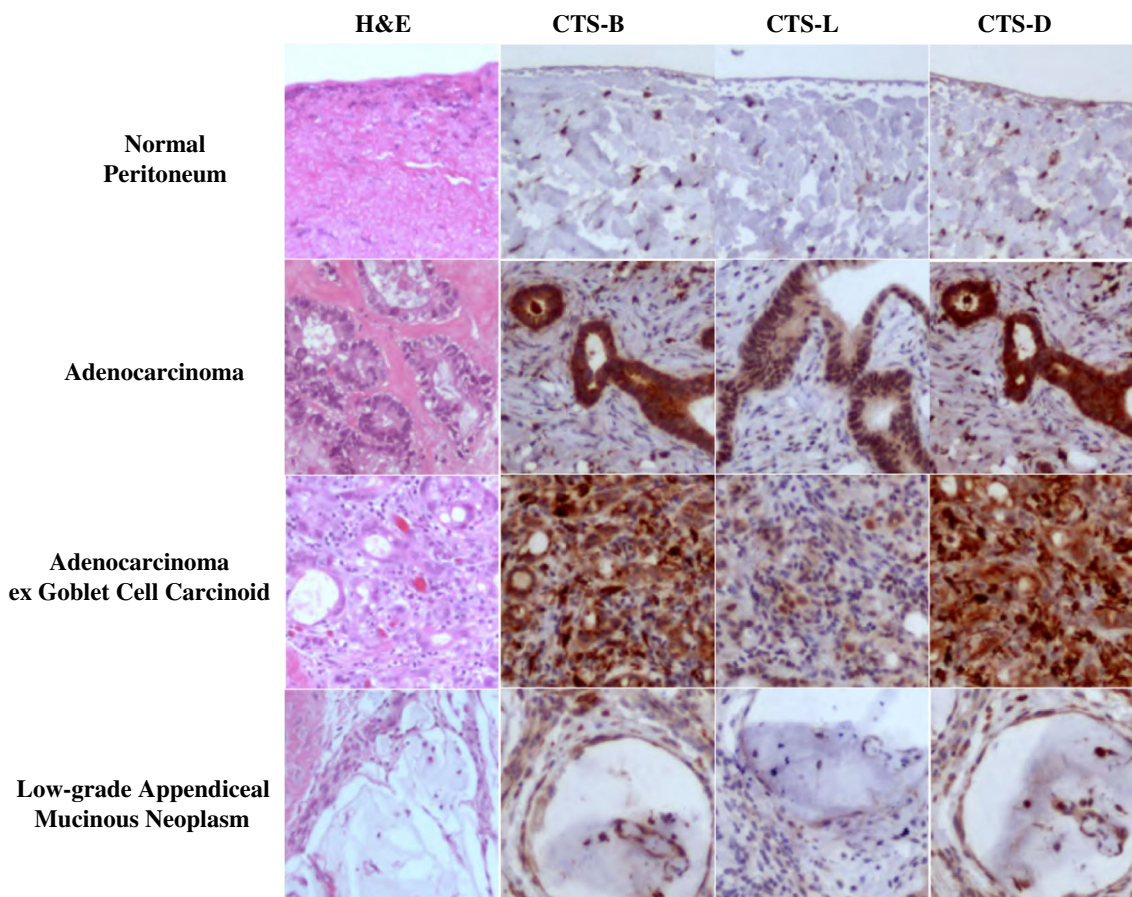 H&E CTS-B CTS-L CTS-D
Normal
Peritoneum
Adenocarcinoma
Adenocarcinoma
ex Goblet Cell Carcinoid
Low-grade Appendiceal
Mucinous Neoplasm